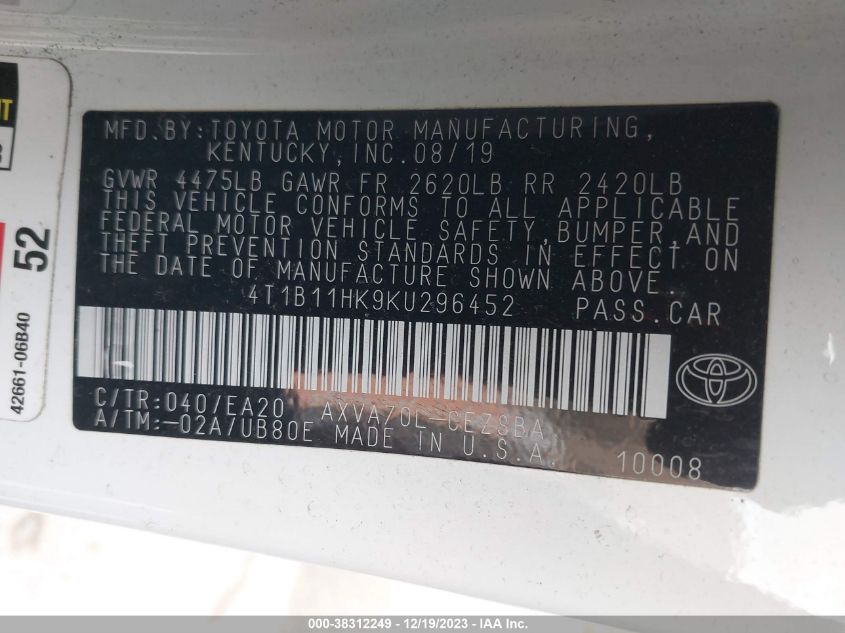 MFD.BY:TOYOTA MOTOR MANUFACTURING,
KENTUCKY,INC.08/19
GVWR 4475LB GAWR FR 2620LB RR 2420LB
THIS VEHICLE CONFORMS TO ALL APPLICABLE
FEDERAL MOTOR VEHICLE SAFETY,BUMPER,AND
THEFT PREVENTION STANDARDS IN EFFECT ON
THE DATE OF MANUFACTURE SHOWN ABOVE.
4T1B11HK9KU296452 PASS.CAR
C/TR:040/EA20 AXVA70L-CEZSBA
A/TM:-02A/UB80E MADE IN U.S.A. 10008
52
42661-06B40
000-38312249 - 12/19/2023 - IAAI.COM